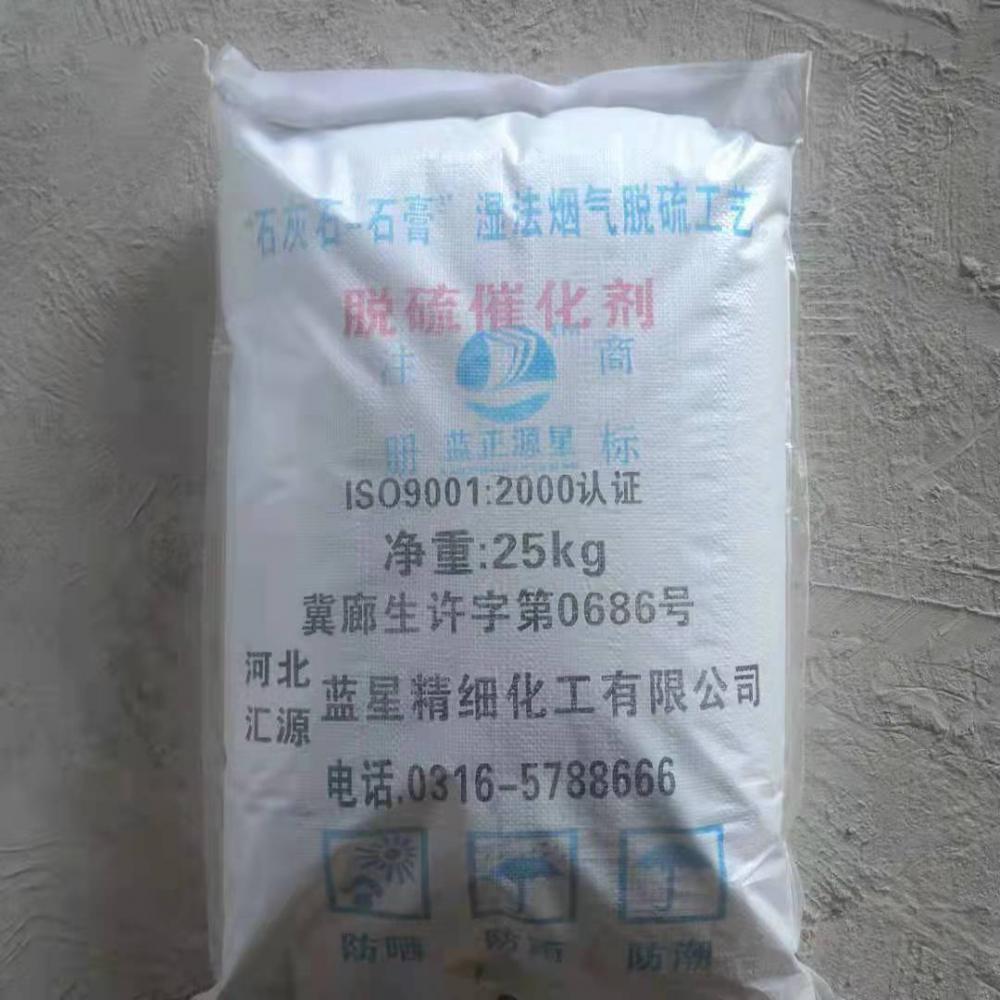 "石灰石-石膏"湿法烟气脱硫工艺
脱硫催化剂
注 商
册 蓝正源星 标
ISO9001:2000认证
净重:25kg
冀廊生许字第0686号
河北
汇源 蓝星精细化工有限公司
电话.0316-5788666
防晒 防雨 防潮